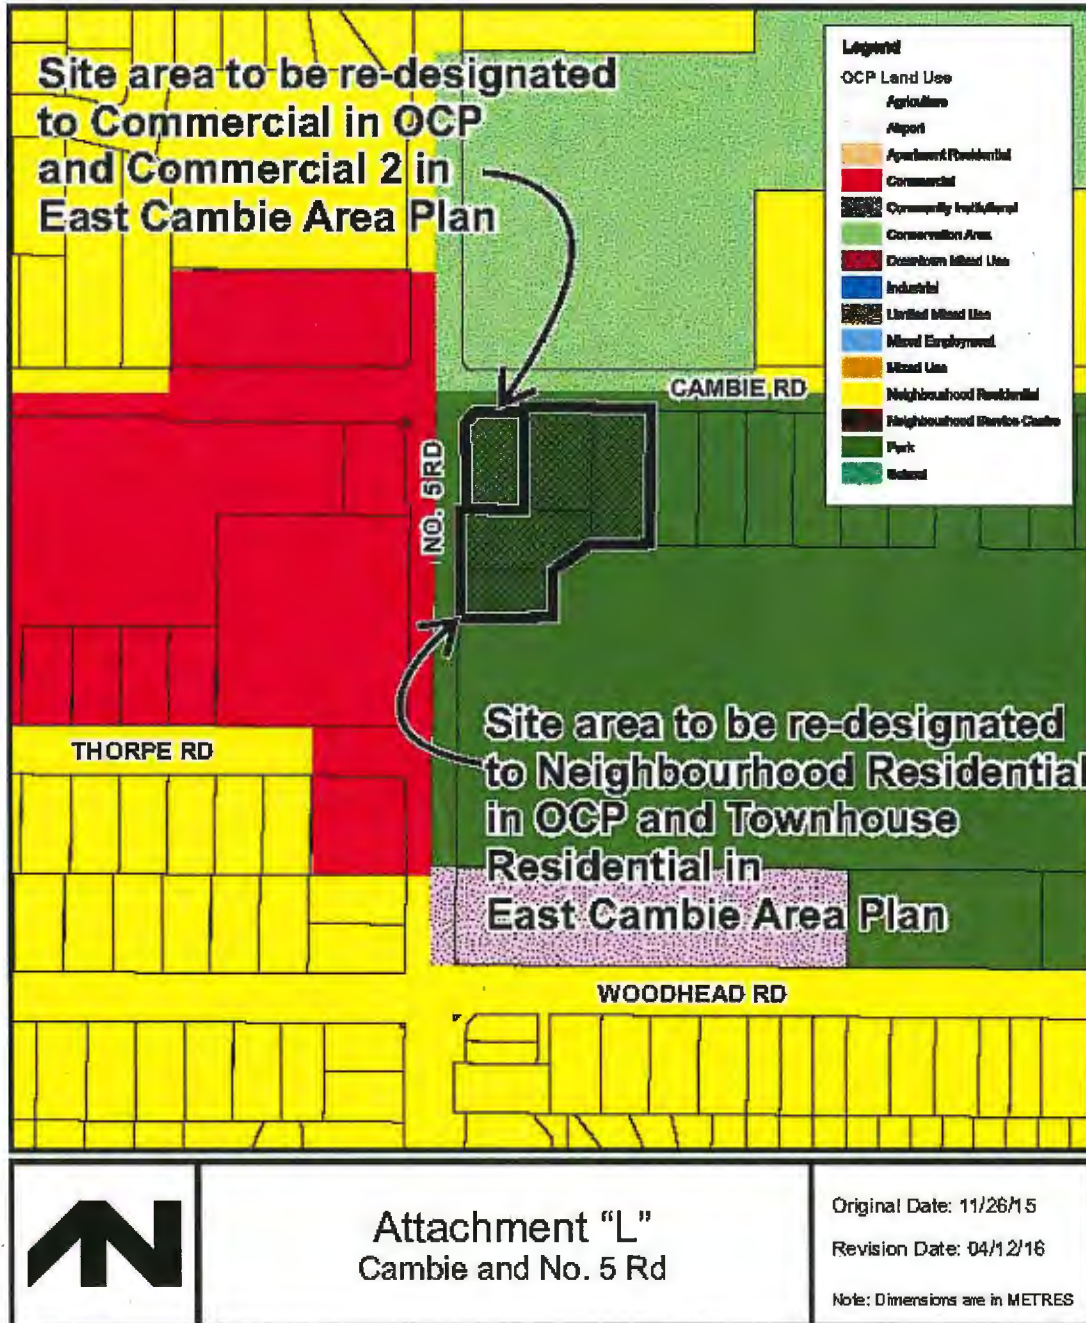 Site area to be re-designated
to Commercial in OCP
and Commercial 2 in
East Cambie Area Plan
Legend
OCP Land Use
Agriculture
Airport
Apartment Residential
Commercial
Community Institutional
Conservation Area
Downtown Mixed Use
Industrial
Limited Mixed Use
Mixed Employment
Mixed Use
Neighbourhood Residential
Neighbourhood Service Centre
Park
School
CAMBIE RD
NO. 5 RD
THORPE RD
Site area to be re-designated
to Neighbourhood Residential
in OCP and Townhouse
Residential in
East Cambie Area Plan
WOODHEAD RD
Attachment “L”
Cambie and No. 5 Rd
Original Date: 11/26/15
Revision Date: 04/12/16
Note: Dimensions are in METRES